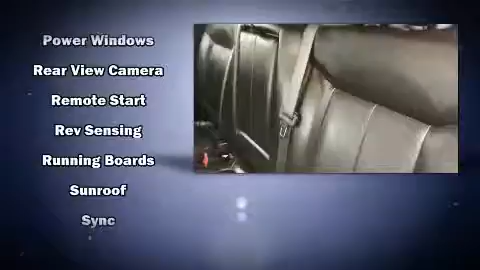 Power Windows
Rear View Camera
Remote Start
Rev Sensing
Running Boards
Sunroof
Sync